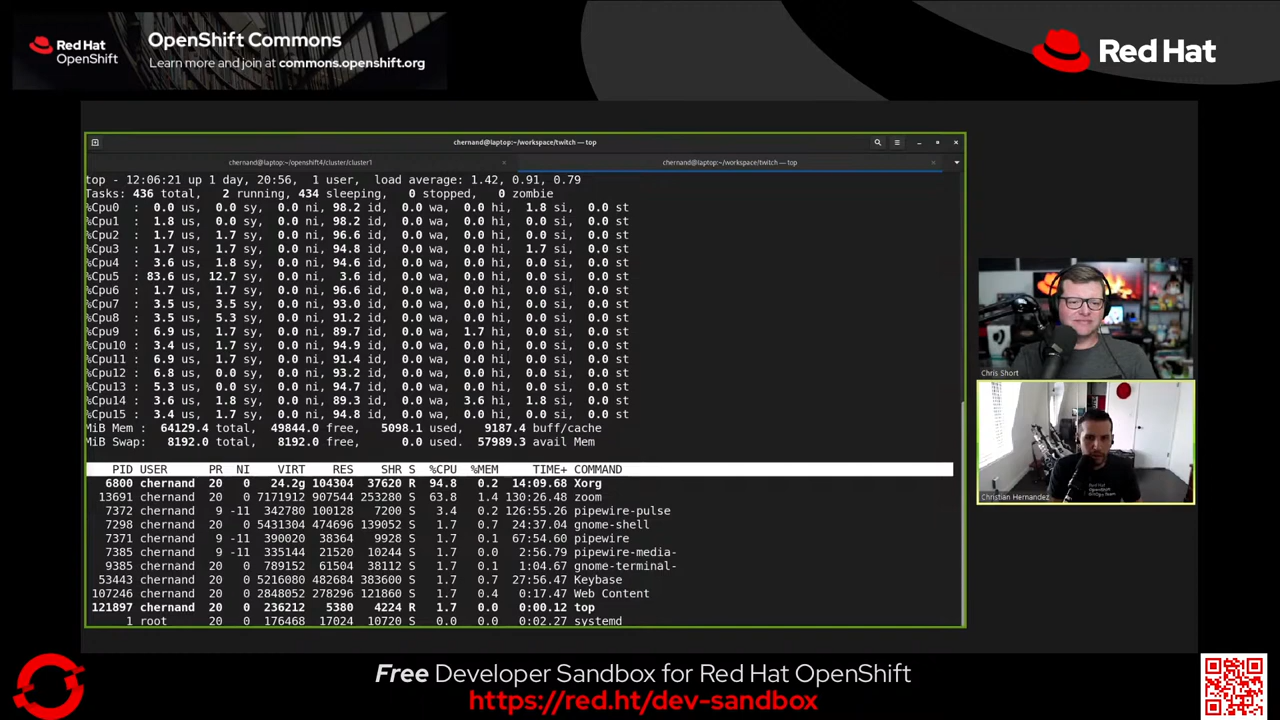 Red Hat
OpenShift
OpenShift Commons
Learn more and join at commons.openshift.org
Red Hat
chernand@laptop:~/workspace/twitch — top
chernand@laptop:~/openshift4/cluster/cluster1
chernand@laptop:~/workspace/twitch — top
top - 12:06:21 up 1 day, 20:56, 1 user, load average: 1.42, 0.91, 0.79
Tasks: 436 total, 2 running, 434 sleeping, 0 stopped, 0 zombie
%Cpu0 : 0.0 us, 0.0 sy, 0.0 ni, 98.2 id, 0.0 wa, 0.0 hi, 1.8 si, 0.0 st
%Cpu1 : 1.8 us, 0.0 sy, 0.0 ni, 98.2 id, 0.0 wa, 0.0 hi, 0.0 si, 0.0 st
%Cpu2 : 1.7 us, 1.7 sy, 0.0 ni, 96.6 id, 0.0 wa, 0.0 hi, 0.0 si, 0.0 st
%Cpu3 : 1.7 us, 1.7 sy, 0.0 ni, 94.8 id, 0.0 wa, 0.0 hi, 1.7 si, 0.0 st
%Cpu4 : 3.6 us, 1.8 sy, 0.0 ni, 94.6 id, 0.0 wa, 0.0 hi, 0.0 si, 0.0 st
%Cpu5 : 83.6 us, 12.7 sy, 0.0 ni, 3.6 id, 0.0 wa, 0.0 hi, 0.0 si, 0.0 st
%Cpu6 : 1.7 us, 1.7 sy, 0.0 ni, 96.6 id, 0.0 wa, 0.0 hi, 0.0 si, 0.0 st
%Cpu7 : 3.5 us, 3.5 sy, 0.0 ni, 93.0 id, 0.0 wa, 0.0 hi, 0.0 si, 0.0 st
%Cpu8 : 3.5 us, 5.3 sy, 0.0 ni, 91.2 id, 0.0 wa, 0.0 hi, 0.0 si, 0.0 st
%Cpu9 : 6.9 us, 1.7 sy, 0.0 ni, 89.7 id, 0.0 wa, 1.7 hi, 0.0 si, 0.0 st
%Cpu10 : 3.4 us, 1.7 sy, 0.0 ni, 94.9 id, 0.0 wa, 0.0 hi, 0.0 si, 0.0 st
%Cpu11 : 6.9 us, 1.7 sy, 0.0 ni, 91.4 id, 0.0 wa, 0.0 hi, 0.0 si, 0.0 st
%Cpu12 : 6.8 us, 0.0 sy, 0.0 ni, 93.2 id, 0.0 wa, 0.0 hi, 0.0 si, 0.0 st
%Cpu13 : 5.3 us, 0.0 sy, 0.0 ni, 94.7 id, 0.0 wa, 0.0 hi, 0.0 si, 0.0 st
%Cpu14 : 3.6 us, 1.8 sy, 0.0 ni, 89.3 id, 0.0 wa, 0.0 hi, 1.8 si, 0.0 st
%Cpu15 : 3.4 us, 1.7 sy, 0.0 ni, 94.8 id, 0.0 wa, 0.0 hi, 0.0 si, 0.0 st
MiB Mem : 64129.4 total, 49844.0 free, 5098.1 used, 9187.4 buff/cache
MiB Swap: 8192.0 total, 8192.0 free, 0.0 used. 57989.3 avail Mem
PID USER PR NI VIRT RES SHR S %CPU %MEM TIME+ COMMAND
6800 chernand 20 0 24.2g 104304 37620 R 94.8 0.2 14:09.68 Xorg
13691 chernand 20 0 7171912 907544 253280 S 63.8 1.4 130:26.48 zoom
7372 chernand 9 -11 342780 100128 7200 S 3.4 0.2 126:55.26 pipewire-pulse
7298 chernand 20 0 5431304 474696 139052 S 1.7 0.7 24:37.04 gnome-shell
7371 chernand 9 -11 390020 38364 9928 S 1.7 0.1 67:54.60 pipewire
7385 chernand 9 -11 335144 21520 10244 S 1.7 0.0 2:56.79 pipewire-media-
9385 chernand 20 0 789152 61504 38112 S 1.7 0.1 1:04.67 gnome-terminal-
53443 chernand 20 0 5216080 482684 383600 S 1.7 0.7 27:56.47 Keybase
107246 chernand 20 0 2848052 278296 121860 S 1.7 0.4 0:17.47 Web Content
121897 chernand 20 0 236212 5380 4224 R 1.7 0.0 0:00.12 top
1 root 20 0 176468 17024 10720 S 0.0 0.0 0:02.27 systemd
Chris Short
Christian Hernandez
Free Developer Sandbox for Red Hat OpenShift
https://red.ht/dev-sandbox